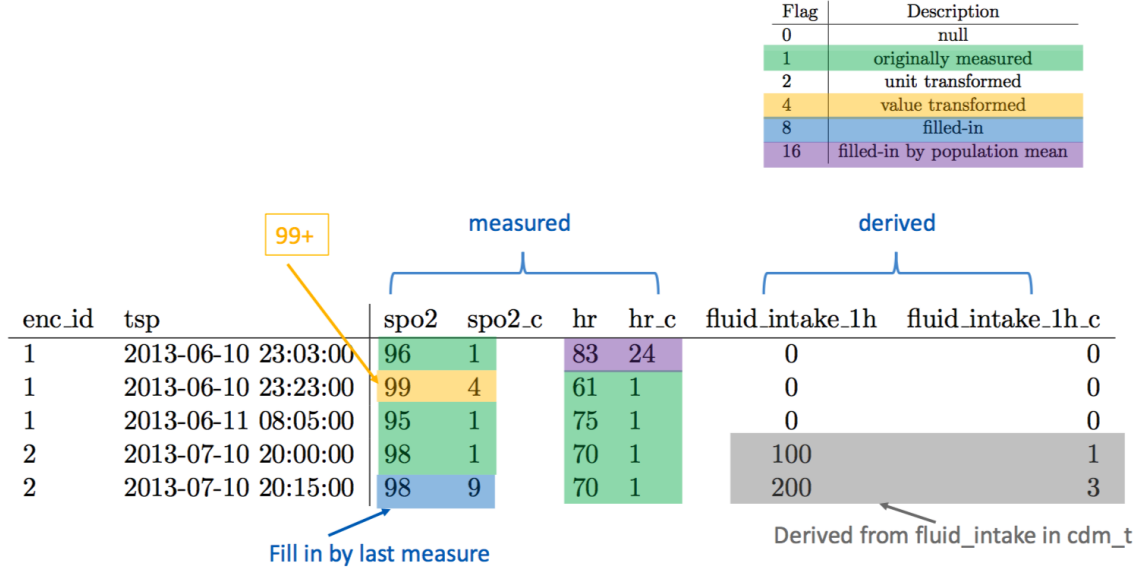 Flag Description
0 null
1 originally measured
2 unit transformed
4 value transformed
8 filled-in
16 filled-in by population mean
measured
derived
99+
enc_id tsp spo2 spo2_c hr hr_c fluid_intake_1h fluid_intake_1h_c
1 2013-06-10 23:03:00 96 1 83 24 0 0
1 2013-06-10 23:23:00 99 4 61 1 0 0
1 2013-06-11 08:05:00 95 1 75 1 0 0
2 2013-07-10 20:00:00 98 1 70 1 100 1
2 2013-07-10 20:15:00 98 9 70 1 200 3
Fill in by last measure
Derived from fluid_intake in cdm_t